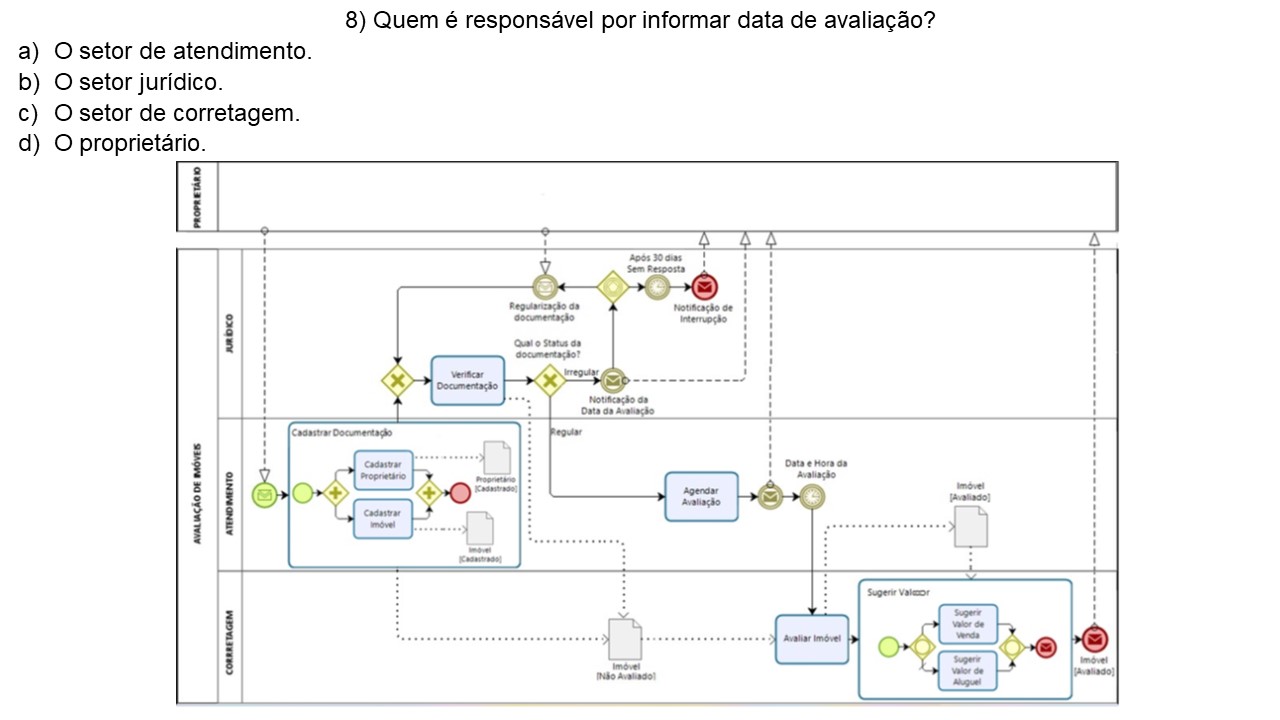 8) Quem é responsável por informar data de avaliação?
a) O setor de atendimento.
b) O setor jurídico.
c) O setor de corretagem.
d) O proprietário.
PROPRIETÁRIO
AVALIAÇÃO DE IMÓVEIS
JURÍDICO
Após 30 dias
Sem Resposta
Regularização da
documentação
Notificação de
Interrupção
Qual o Status da
documentação?
Verificar
Documentação
Irregular
Notificação da
Data da Avaliação
Regular
ATENDIMENTO
Cadastrar Documentação
Cadastrar
Proprietário
Proprietário
[Cadastrado]
Cadastrar
Imóvel
Imóvel
[Cadastrado]
Agendar
Avaliação
Data e Hora da
Avaliação
Imóvel
[Avaliado]
CORRRETAGEM
Imóvel
[Não Avaliado]
Avaliar Imóvel
Sugerir
Sugerir
Valor de
Venda
Sugerir
Valor de
Aluguel
Imóvel
[Avaliado]